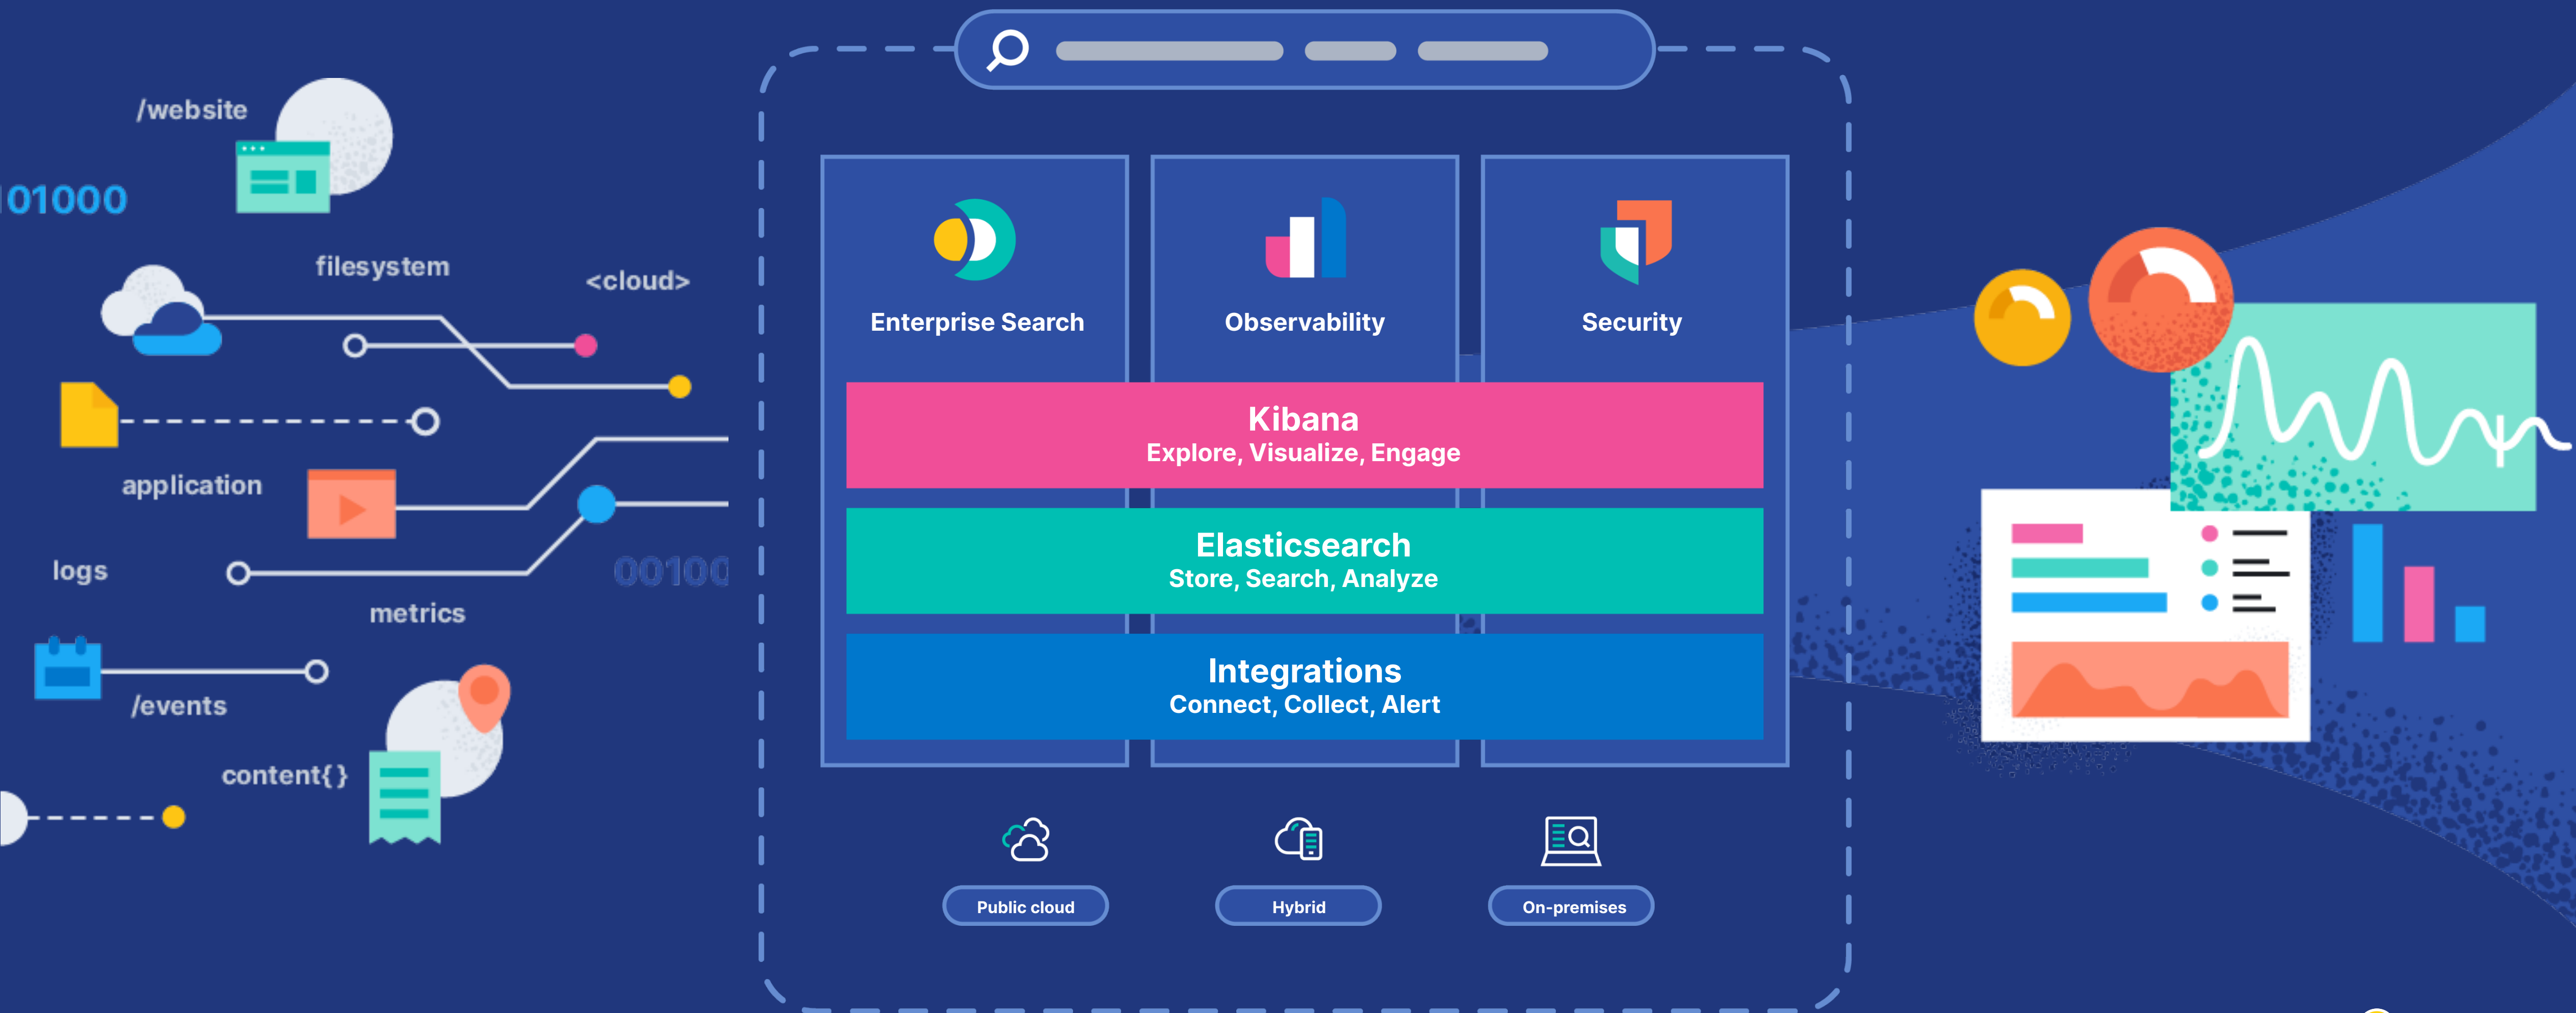 /website
101000
filesystem
<cloud>
application
logs
00100
metrics
/events
content{}
Enterprise Search
Observability
Security
Kibana
Explore, Visualize, Engage
Elasticsearch
Store, Search, Analyze
Integrations
Connect, Collect, Alert
Public cloud
Hybrid
On-premises